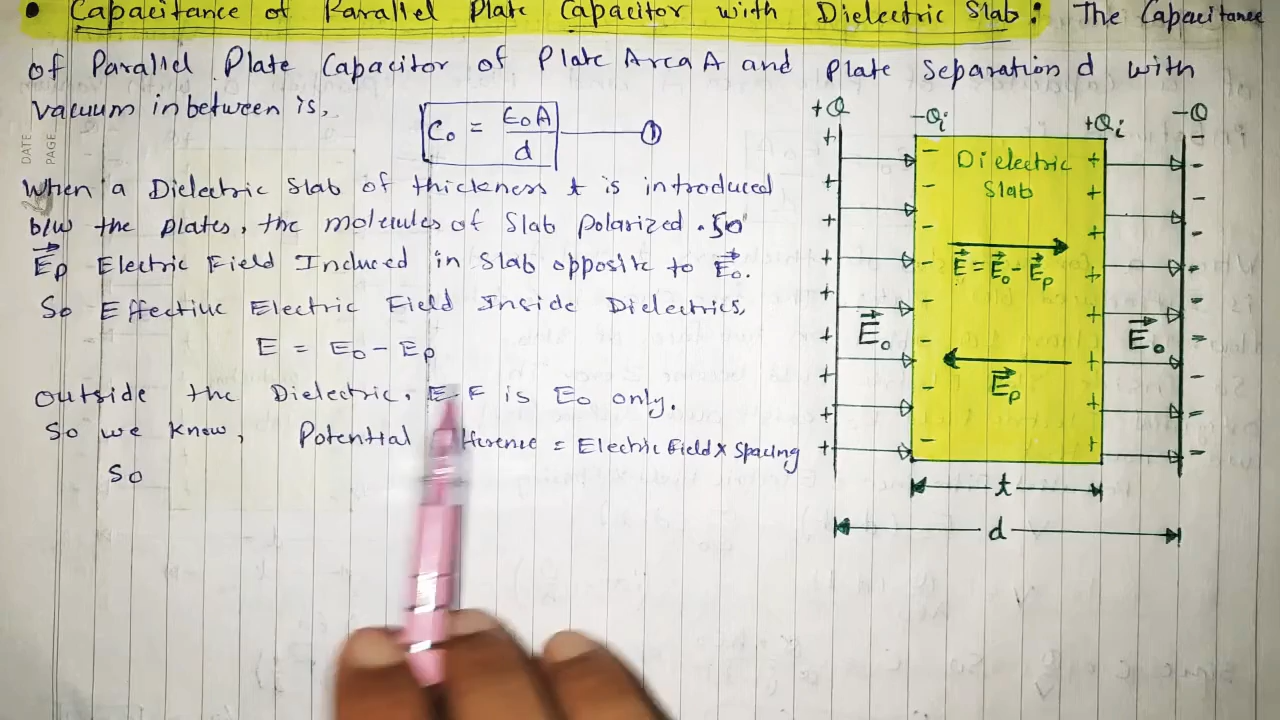 • Capacitance of Parallel Plate Capacitor with Dielectric Slab: The Capacitance
of Parallel Plate Capacitor of Plate Area A and Plate Separation d with
vacuum inbetween is,
C₀ = ε₀A / d —— ①
When a Dielectric Slab of thickness t is introduced
b/w the plates, the molecules of Slab Polarized. So
E⃗p Electric Field Induced in Slab opposite to E⃗₀.
So Effective Electric Field Inside Dielectrics,
E = E₀ - Ep
outside the Dielectric. E.F is E₀ only.
So we know, Potential = Electric Field × Spacing
So
+Q
-Qi
+Qi
-Q
Dielectric
Slab
E⃗ = E⃗₀ - E⃗p
E⃗₀
E⃗₀
E⃗p
t
d
DATE
PAGE